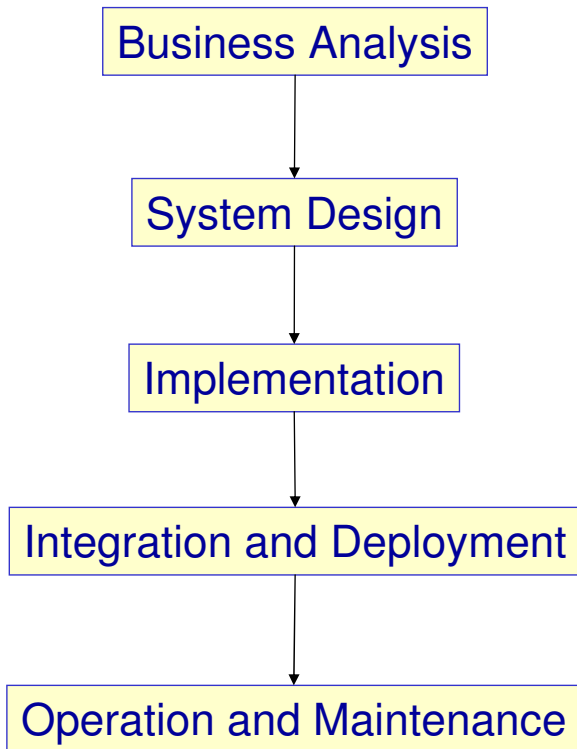 Business Analysis
System Design
Implementation
Integration and Deployment
Operation and Maintenance